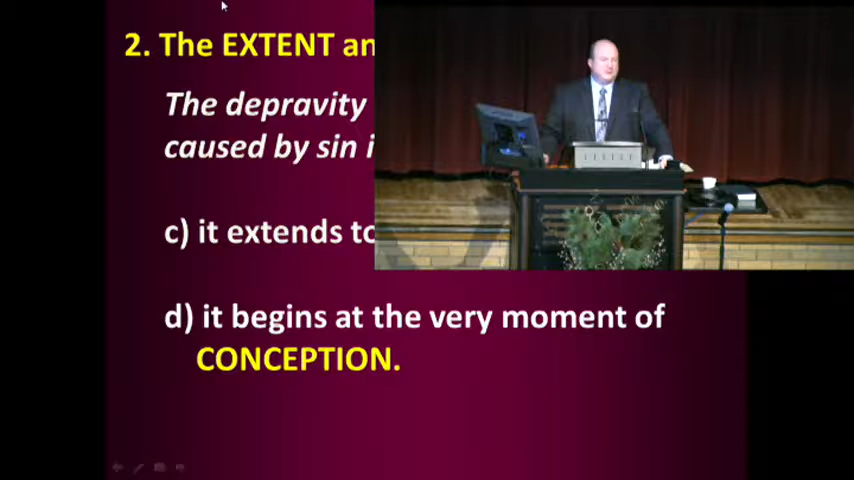 2. The EXTENT an
The depravity
caused by sin i
c) it extends to
d) it begins at the very moment of
CONCEPTION.